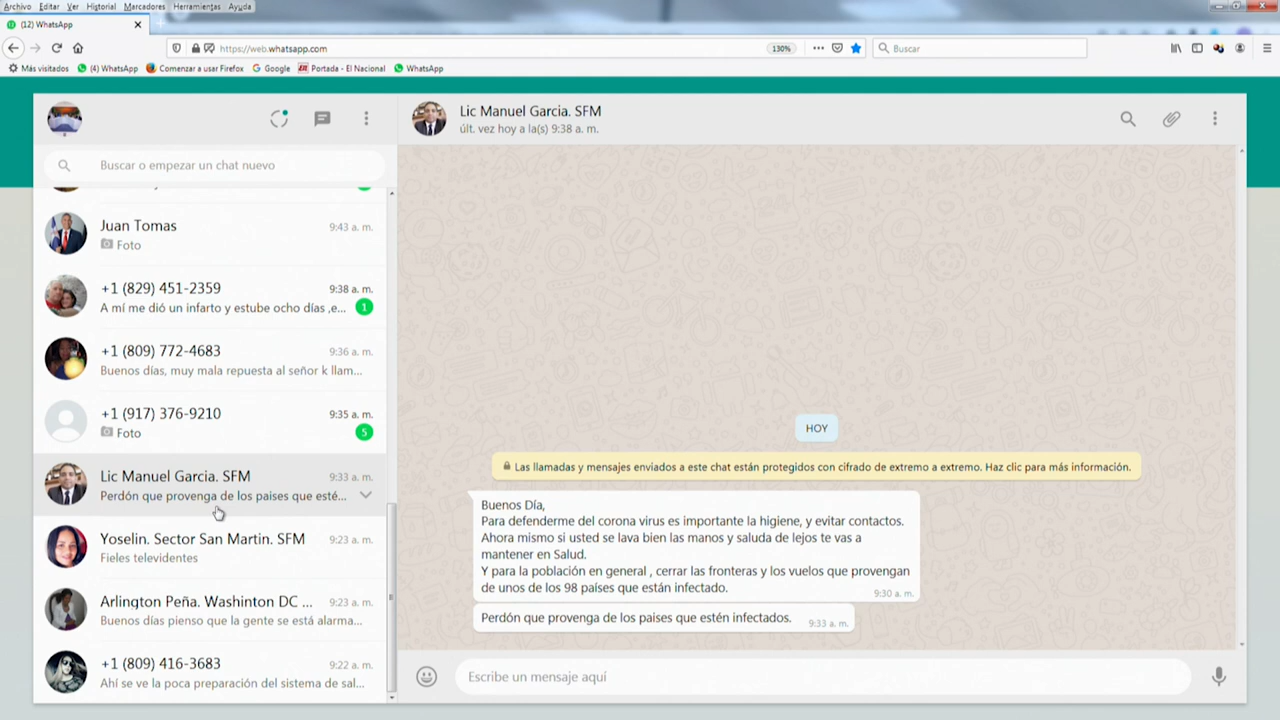 Archivo Editar Ver Historial Marcadores Herramientas Ayuda
(12) WhatsApp
https://web.whatsapp.com
130%
Buscar
Más visitados (4) WhatsApp Comenzar a usar Firefox Google Portada - El Nacional WhatsApp
Buscar o empezar un chat nuevo
Juan Tomas 9:43 a. m.
Foto
+1 (829) 451-2359 9:38 a. m.
A mí me dió un infarto y estube ocho días ,e... 1
+1 (809) 772-4683 9:36 a. m.
Buenos días, muy mala repuesta al señor k llam...
+1 (917) 376-9210 9:35 a. m.
Foto 5
Lic Manuel Garcia. SFM 9:33 a. m.
Perdón que provenga de los paises que esté...
Yoselin. Sector San Martin. SFM 9:23 a. m.
Fieles televidentes
Arlington Peña. Washinton DC ... 9:23 a. m.
Buenos días pienso que la gente se está alarma...
+1 (809) 416-3683 9:22 a. m.
Ahí se ve la poca preparación del sistema de sal...
Lic Manuel Garcia. SFM
últ. vez hoy a la(s) 9:38 a. m.
HOY
Las llamadas y mensajes enviados a este chat están protegidos con cifrado de extremo a extremo. Haz clic para más información.
Buenos Día,
Para defenderme del corona virus es importante la higiene, y evitar contactos.
Ahora mismo si usted se lava bien las manos y saluda de lejos te vas a
mantener en Salud.
Y para la población en general , cerrar las fronteras y los vuelos que provengan
de unos de los 98 países que están infectado.
9:30 a. m.
Perdón que provenga de los paises que estén infectados. 9:33 a. m.
Escribe un mensaje aquí